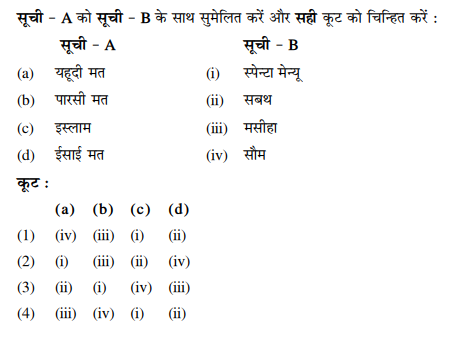 सूची - A को सूची - B के साथ सुमेलित करें और सही कूट को चिन्हित करें :
सूची - A सूची - B
(a) यहूदी मत (i) स्पेन्टा मेन्यू
(b) पारसी मत (ii) सबथ
(c) इस्लाम (iii) मसीहा
(d) ईसाई मत (iv) सौम
कूट :
(a) (b) (c) (d)
(1) (iv) (iii) (i) (ii)
(2) (i) (iii) (ii) (iv)
(3) (ii) (i) (iv) (iii)
(4) (iii) (iv) (i) (ii)